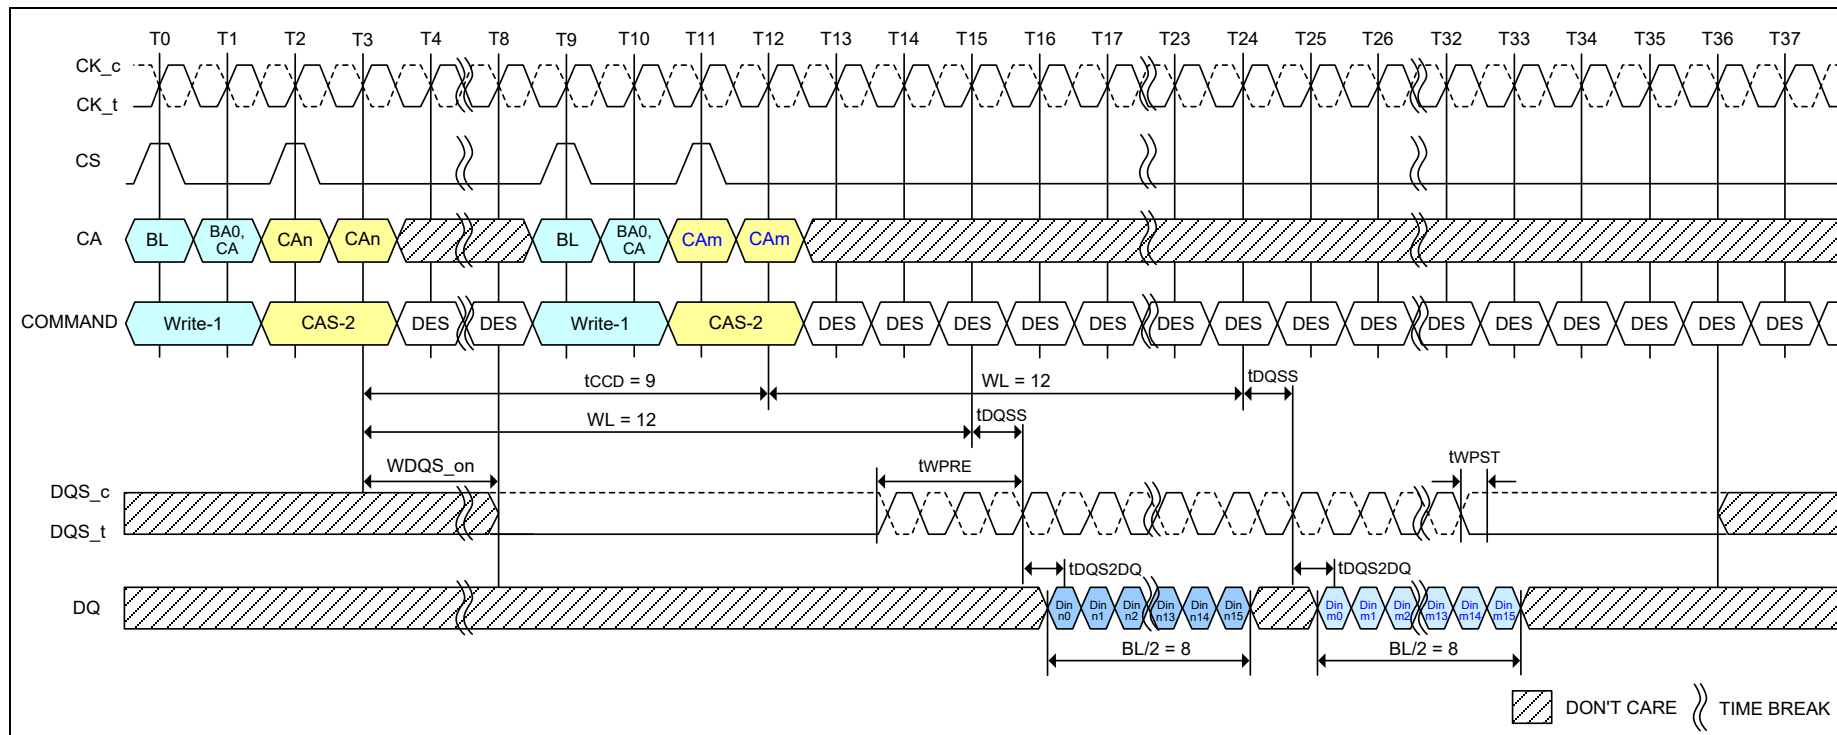 T0 T1 T2 T3 T4 T8 T9 T10 T11 T12 T13 T14 T15 T16 T17 T23 T24 T25 T26 T32 T33 T34 T35 T36 T37
CK_c
CK_t
CS
CA BL BA0, CA CAn CAn BL BA0, CA CAm CAm
COMMAND Write-1 CAS-2 DES DES Write-1 CAS-2 DES DES DES DES DES DES DES DES DES DES DES DES DES DES DES
tCCD = 9 WL = 12 tDQSS
WL = 12 tDQSS
WDQS_on tWPRE tWPST
DQS_c
DQS_t
tDQS2DQ tDQS2DQ
DQ Din n0 Din n1 Din n2 Din n13 Din n14 Din n15 Din m0 Din m1 Din m2 Din m13 Din m14 Din m15
BL/2 = 8 BL/2 = 8
DON'T CARE TIME BREAK